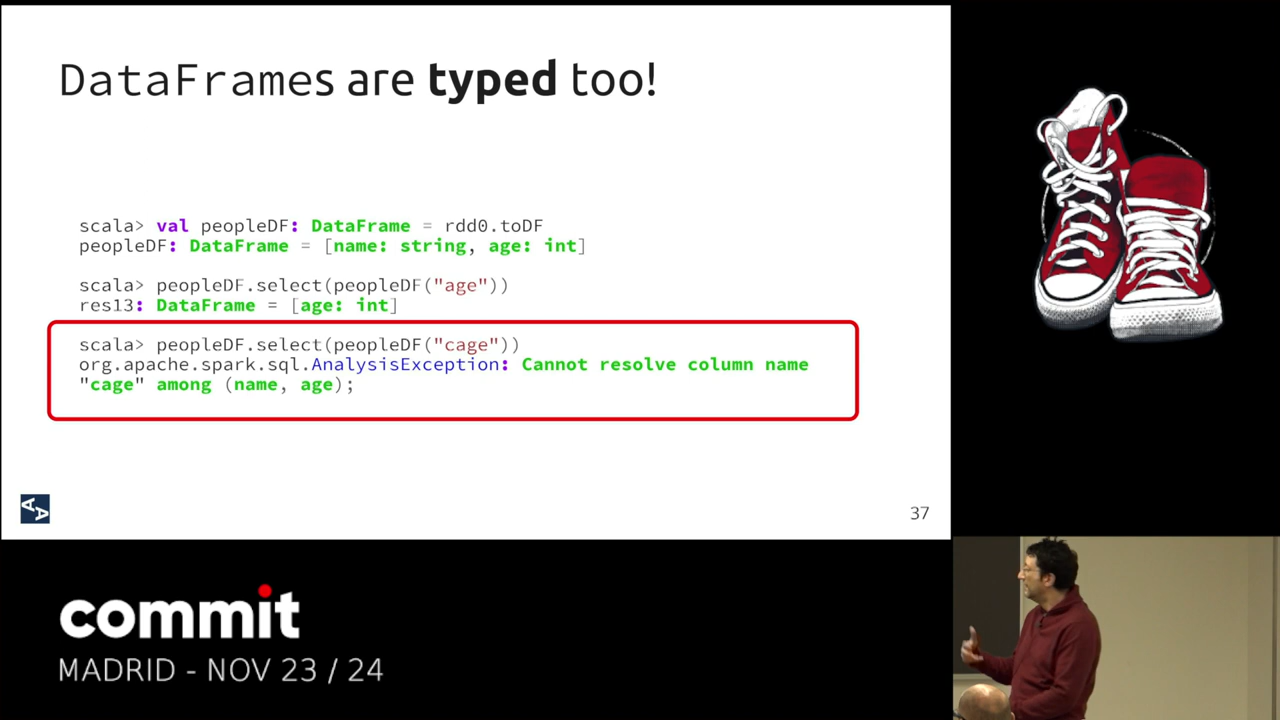 DataFrames are typed too!
scala> val peopleDF: DataFrame = rdd0.toDF
peopleDF: DataFrame = [name: string, age: int]
scala> peopleDF.select(peopleDF("age"))
res13: DataFrame = [age: int]
scala> peopleDF.select(peopleDF("cage"))
org.apache.spark.sql.AnalysisException: Cannot resolve column name
"cage" among (name, age);
AA
37
commit
MADRID - NOV 23 / 24